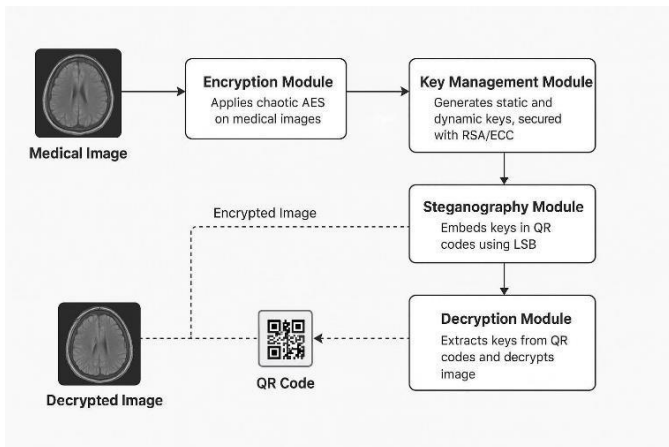 Medical Image
Encryption Module
Applies chaotic AES
on medical images
Key Management Module
Generates static and
dynamic keys, secured
with RSA/ECC
Steganography Module
Embeds keys in QR
codes using LSB
Encrypted Image
Decryption Module
Extracts keys from QR
codes and decrypts
image
QR Code
Decrypted Image